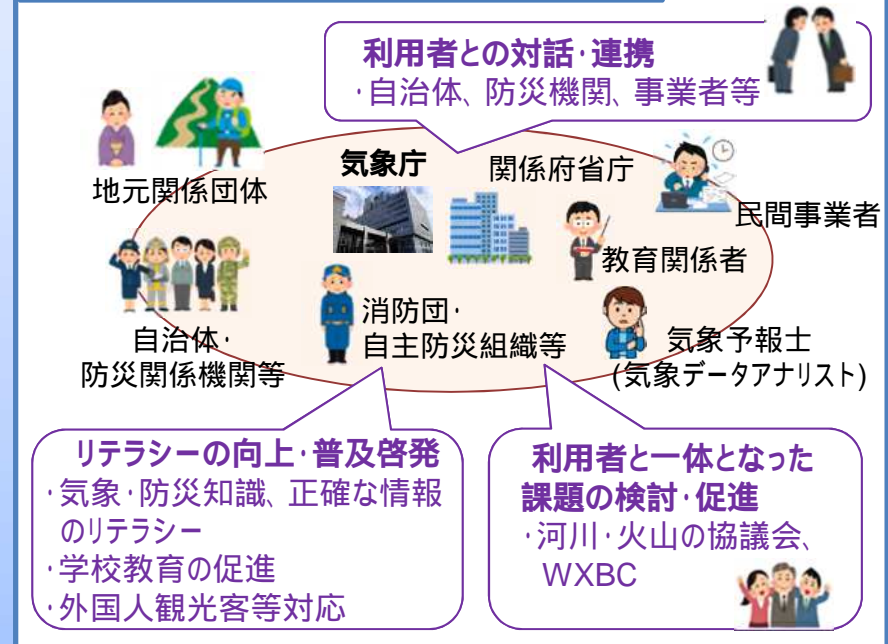 利用者との対話・連携
・自治体、防災機関、事業者等
気象庁
関係府省庁
地元関係団体
民間事業者
教育関係者
消防団・
自主防災組織等
自治体・
防災関係機関等
気象予報士
(気象データアナリスト)
リテラシーの向上・普及啓発
・気象・防災知識、正確な情報
のリテラシー
・学校教育の促進
・外国人観光客等対応
利用者と一体となった
課題の検討・促進
・河川・火山の協議会、
WXBC